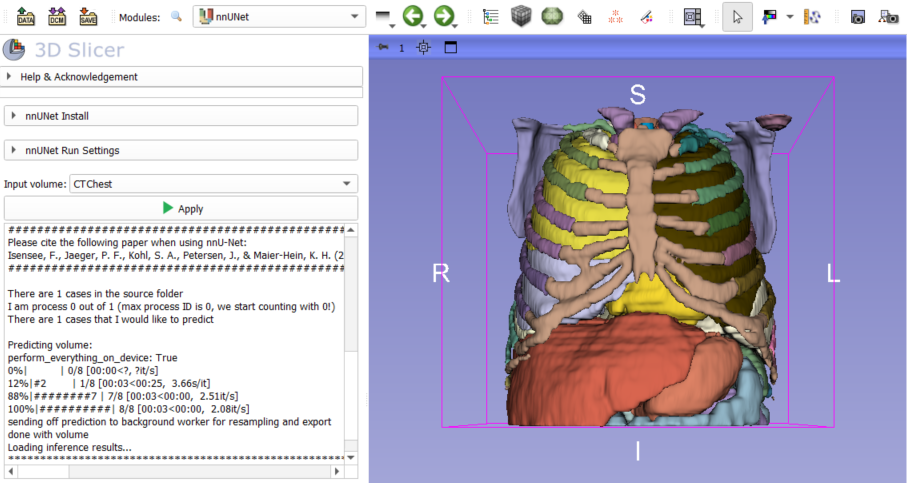 DATA
DCM
SAVE
Modules:
nnUNet
3D Slicer
Help & Acknowledgement
nnUNet Install
nnUNet Run Settings
Input volume: CTChest
Apply
##############################################
Please cite the following paper when using nnU-Net:
Isensee, F., Jaeger, P. F., Kohl, S. A., Petersen, J., & Maier-Hein, K. H. (2
##############################################
There are 1 cases in the source folder
I am process 0 out of 1 (max process ID is 0, we start counting with 0!)
There are 1 cases that I would like to predict
Predicting volume:
perform_everything_on_device: True
0%|          | 0/8 [00:00<?, ?it/s]
12%|#2        | 1/8 [00:03<00:25,  3.66s/it]
88%|########7 | 7/8 [00:03<00:00,  2.51it/s]
100%|##########| 8/8 [00:03<00:00,  2.08it/s]
sending off prediction to background worker for resampling and export
done with volume
Loading inference results...
**********************************************
1
S
R
L
I